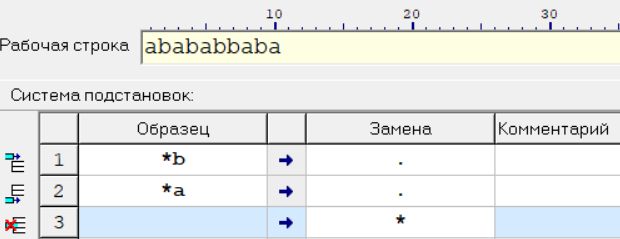 10 20 30
Рабочая строка abababbaba
Система подстановок:
Образец Замена Комментарий
1 *b → .
2 *a → .
3 → *